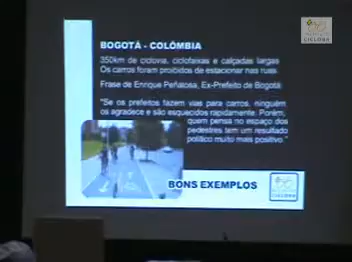 BOGOTÁ - COLÔMBIA
350km de ciclovia, ciclofaixas e calçadas largas
Os carros foram proibidos de estacionar nas ruas
Frase de Enrique Peñalosa, Ex-Prefeito de Bogotá:
"Se os prefeitos fazem vias para carros, ninguém
os agradece e são esquecidos rapidamente. Porém,
quem pensa no espaço dos
pedestres tem um resultado
político muito mais positivo."
BONS EXEMPLOS